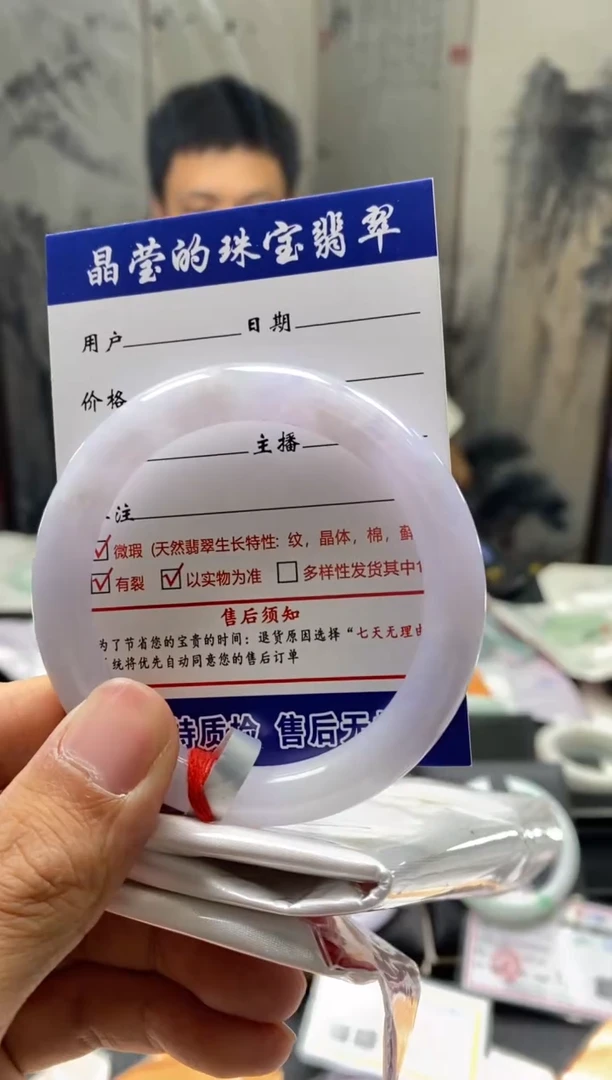 晶莹的珠宝翡翠
用户 日期
价格
主播
注
微瑕(天然翡翠生长特性:纹,晶体,棉,
有裂 以实物为准 多样性发货其中
售后须知
为了节省您的宝贵的时间:退货原因选择“七天无理由
统将优先自动同意您的售后订单
持质检 售后无